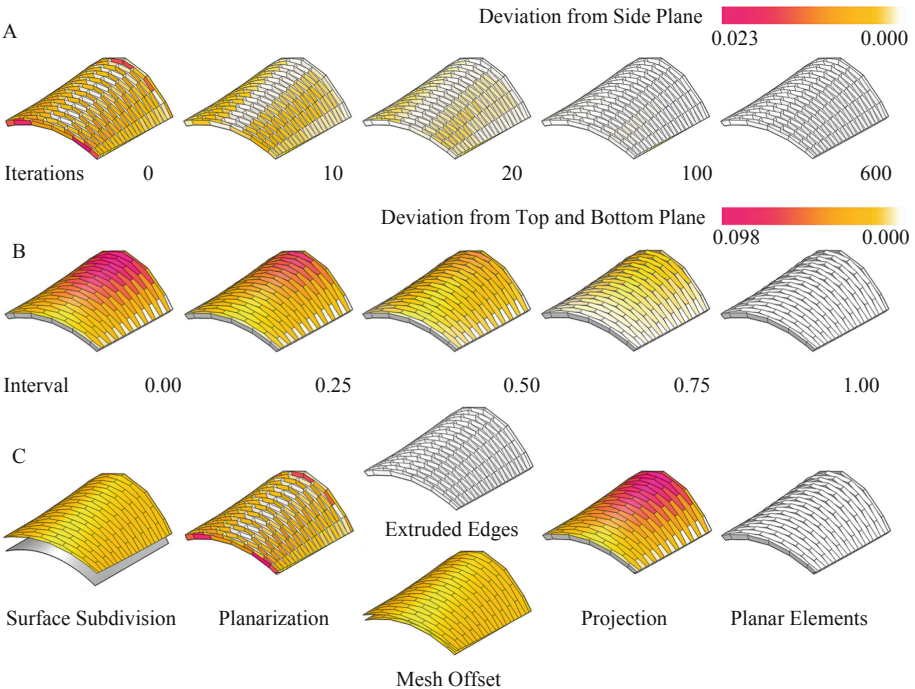 Deviation from Side Plane
A
0.023 0.000
Iterations 0 10 20 100 600
Deviation from Top and Bottom Plane
B
0.098 0.000
Interval 0.00 0.25 0.50 0.75 1.00
C
Extruded Edges
Surface Subdivision Planarization Projection Planar Elements
Mesh Offset